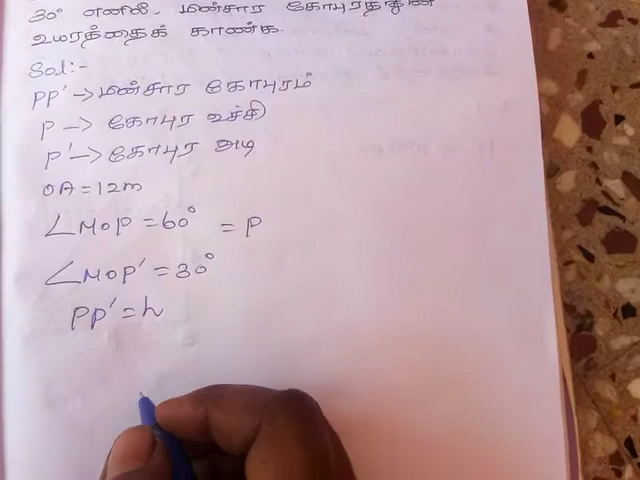 30° எனில். மின்சார கோபுரத்தின்
உயரத்தைக் காண்க.
Sol:-
PP' → மின்சார கோபுரம்
P → கோபுர உச்சி
P' → கோபுர அடி
OA = 12m
∠MOP = 60° = P
∠MOP' = 30°
PP' = h